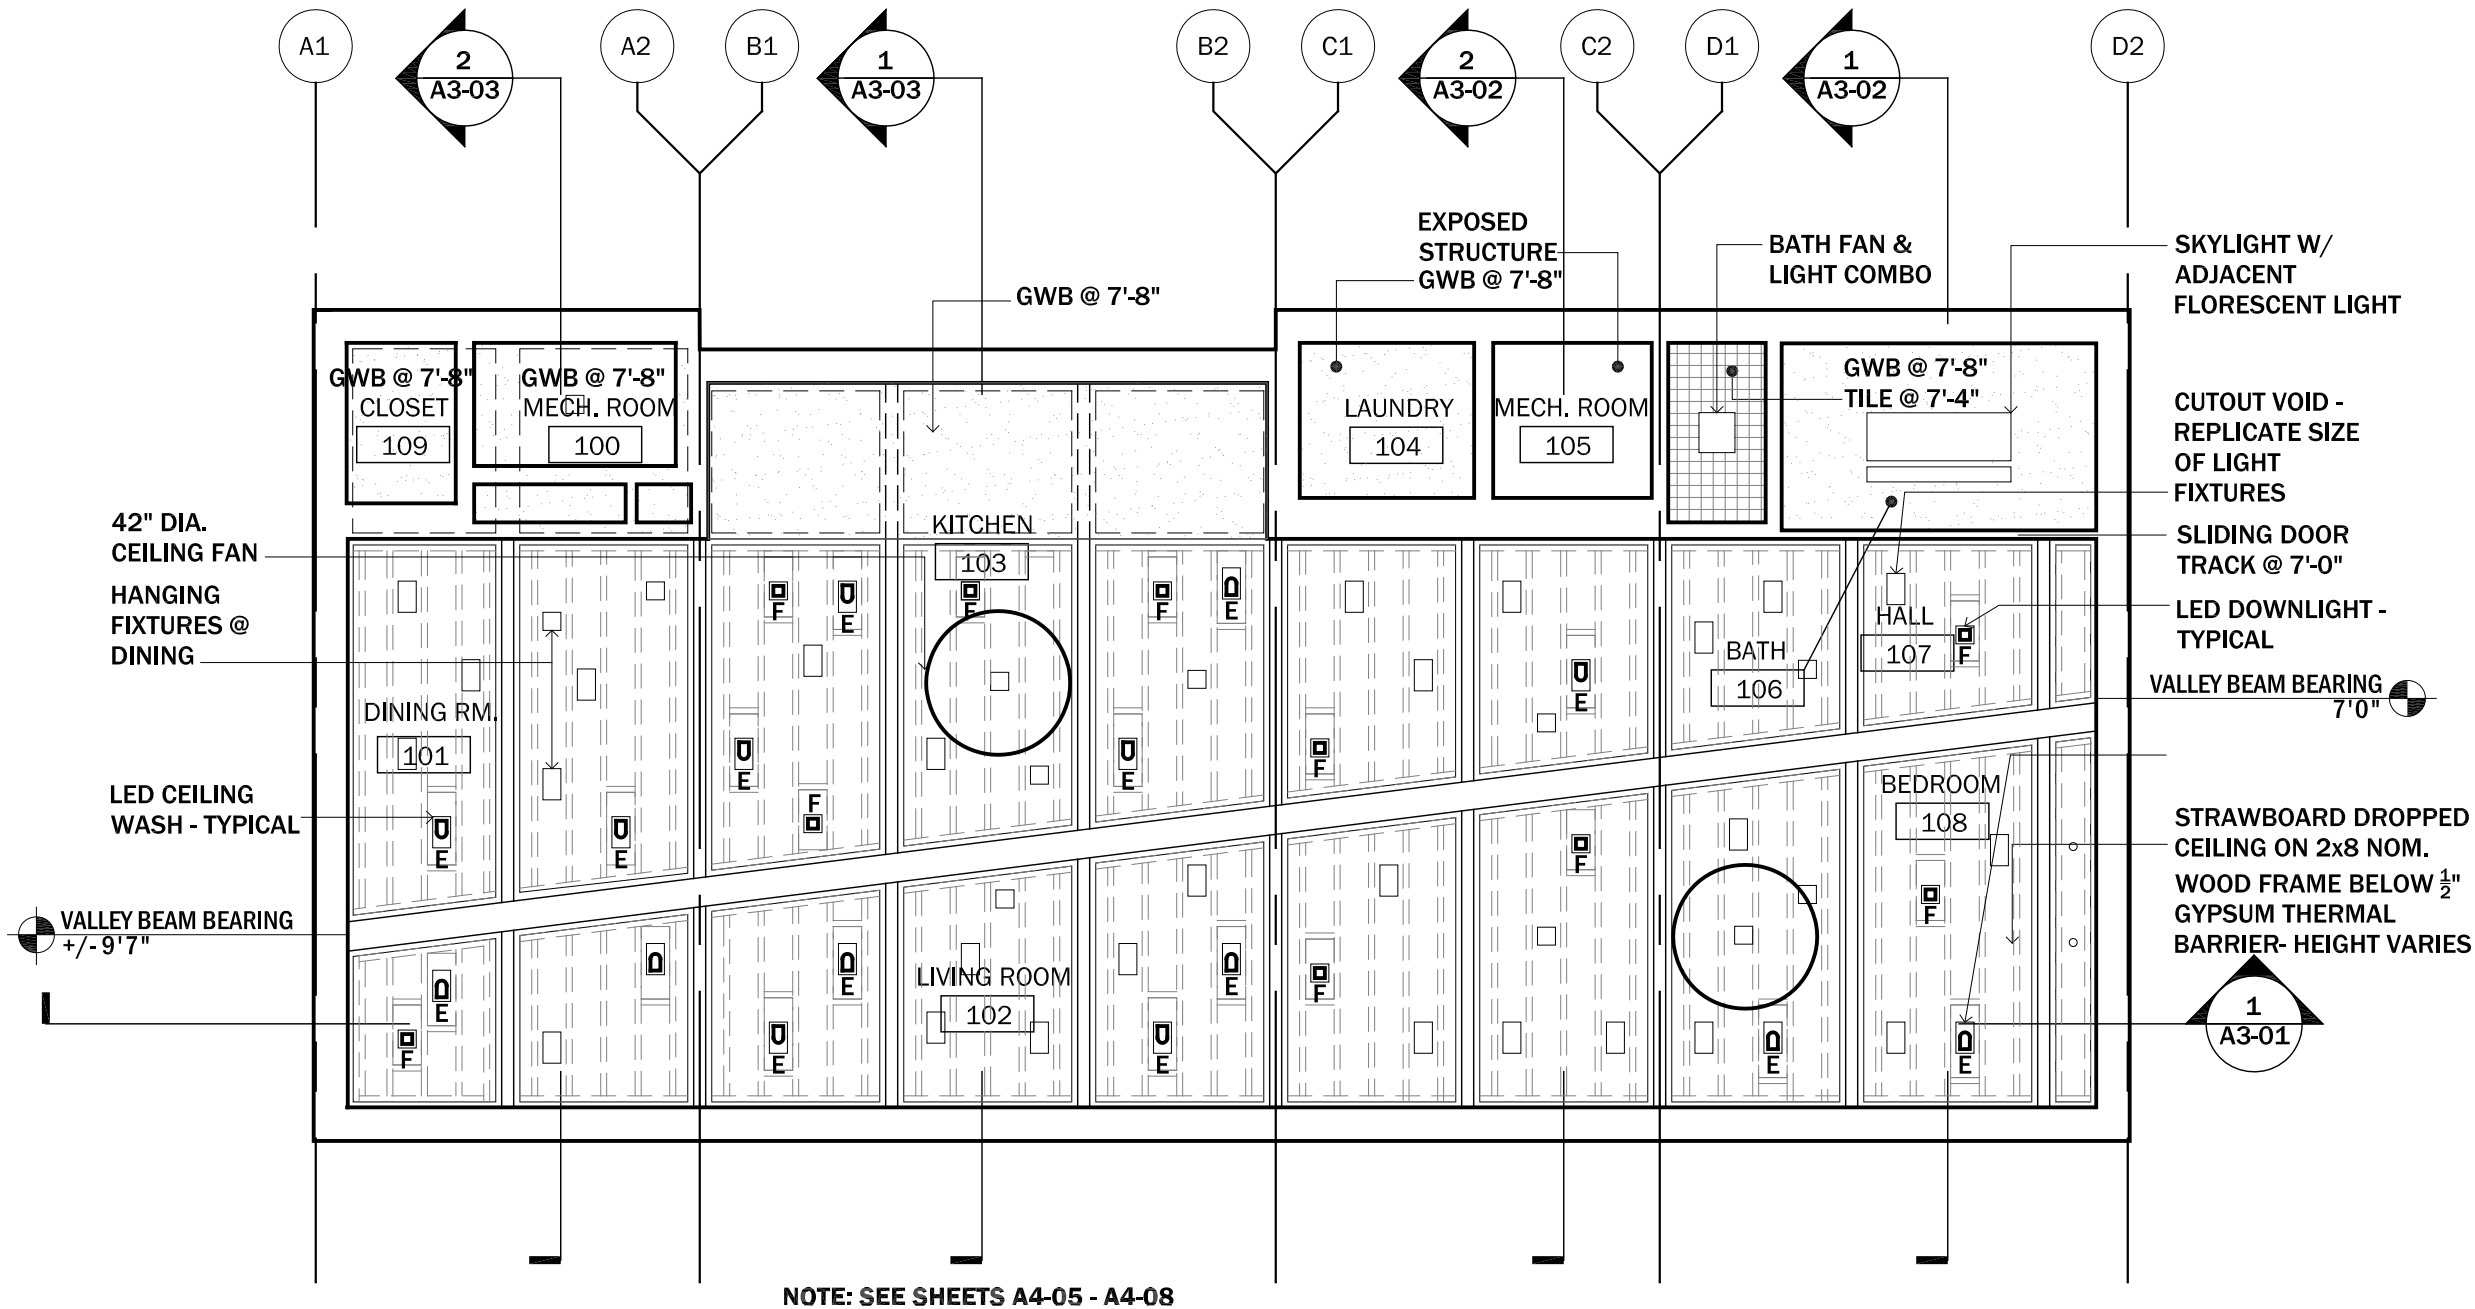 A1
A2
B1
B2
C1
C2
D1
D2
2
A3-03
1
A3-03
2
A3-02
1
A3-02
EXPOSED
STRUCTURE
GWB @ 7'-8"
BATH FAN &
LIGHT COMBO
SKYLIGHT W/
ADJACENT
FLORESCENT LIGHT
GWB @ 7'-8"
GWB @ 7'-8"
CLOSET
109
GWB @ 7'-8"
MECH. ROOM
100
LAUNDRY
104
MECH. ROOM
105
GWB @ 7'-8"
TILE @ 7'-4"
CUTOUT VOID -
REPLICATE SIZE
OF LIGHT
FIXTURES
42" DIA.
CEILING FAN
KITCHEN
103
SLIDING DOOR
TRACK @ 7'-0"
HANGING
FIXTURES @
DINING
F
E
F
F
E
LED DOWNLIGHT -
TYPICAL
HALL
107
F
BATH
106
E
VALLEY BEAM BEARING
7'0"
DINING RM.
101
E
E
F
LED CEILING
WASH - TYPICAL
E
E
F
BEDROOM
108
F
STRAWBOARD DROPPED
CEILING ON 2x8 NOM.
WOOD FRAME BELOW ½"
GYPSUM THERMAL
BARRIER- HEIGHT VARIES
F
VALLEY BEAM BEARING
+/- 9'7"
E
E
E
F
LIVING ROOM
102
F
E
E
E
E
1
A3-01
NOTE: SEE SHEETS A4-05 - A4-08